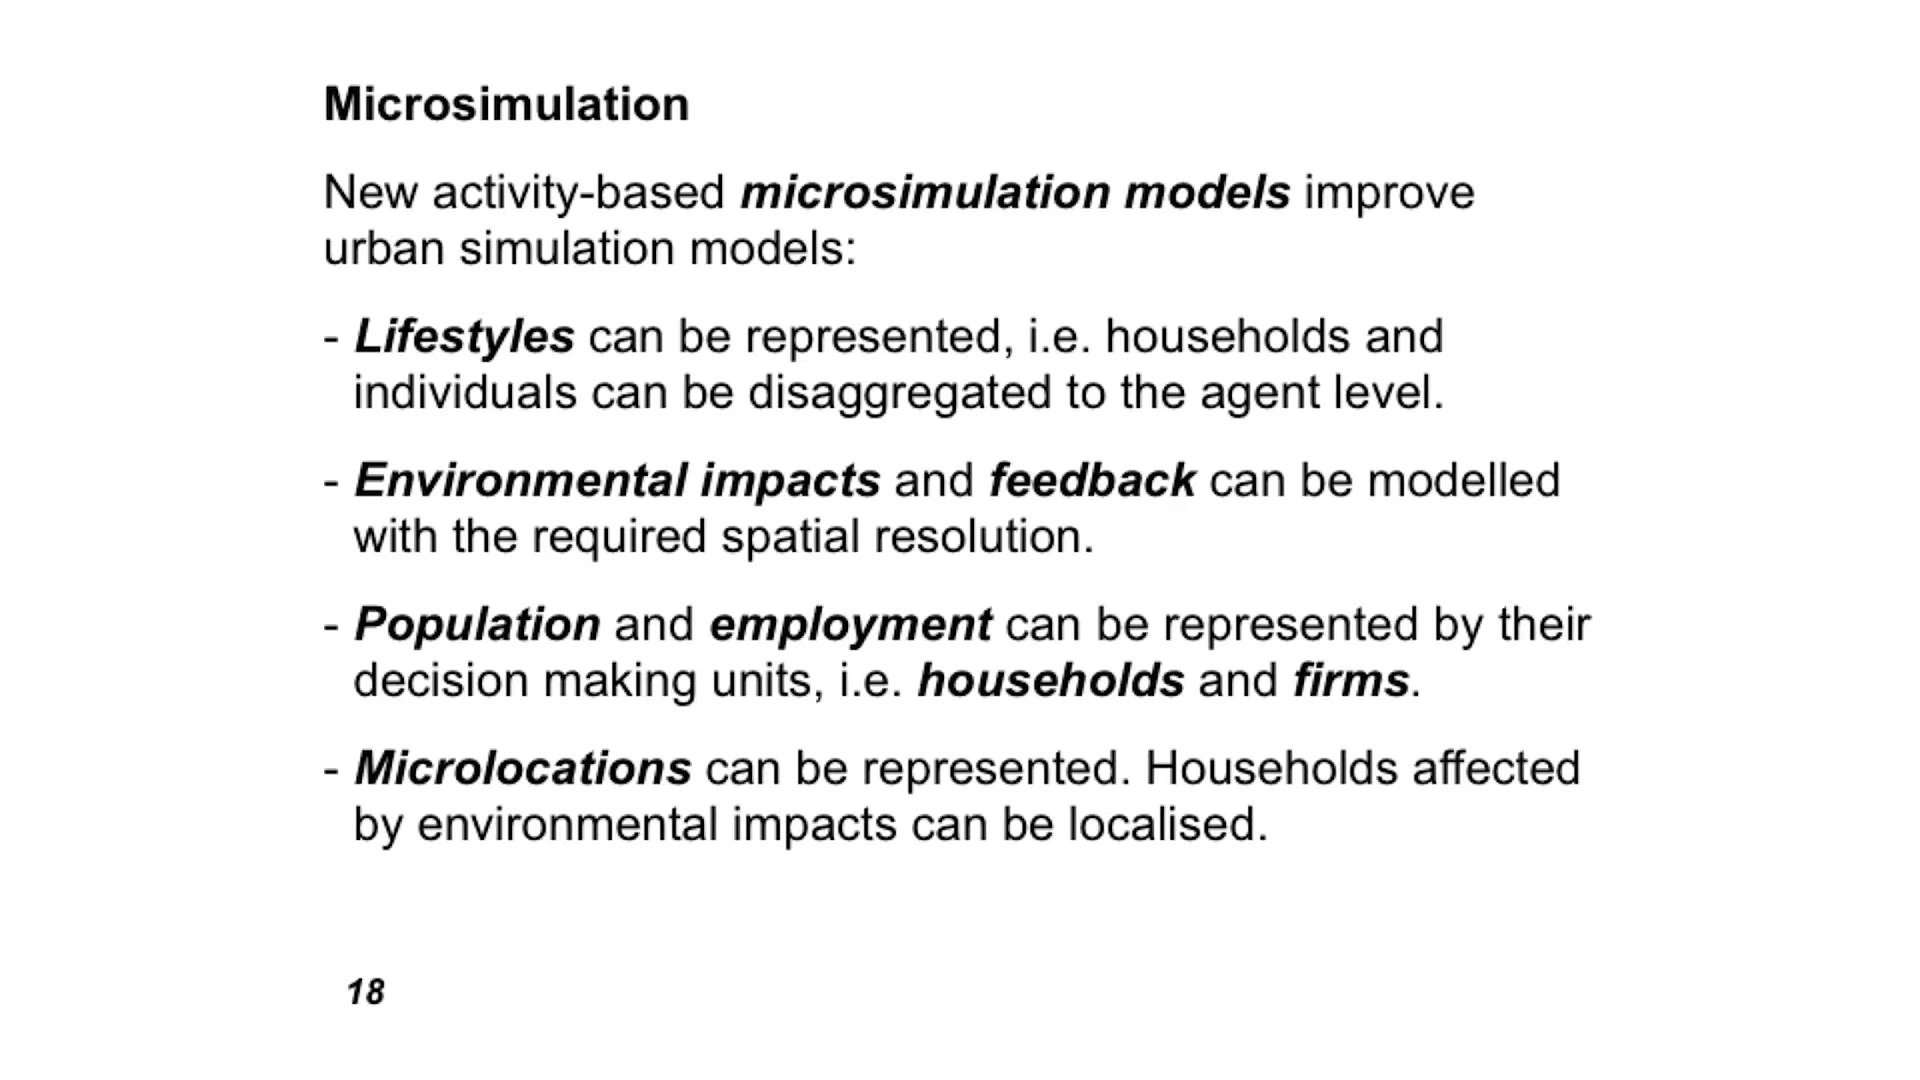 Microsimulation
New activity-based microsimulation models improve
urban simulation models:
- Lifestyles can be represented, i.e. households and
individuals can be disaggregated to the agent level.
- Environmental impacts and feedback can be modelled
with the required spatial resolution.
- Population and employment can be represented by their
decision making units, i.e. households and firms.
- Microlocations can be represented. Households affected
by environmental impacts can be localised.
18